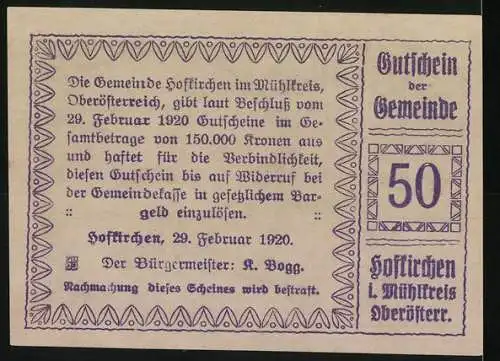 Die Gemeinde Hofkirchen im Mühlkreis,
Oberösterreich, gibt laut Beschluß vom
29. Februar 1920 Gutscheine im Ge-
samtbetrage von 150.000 Kronen aus
und haftet für die Verbindlichkeit,
diesen Gutschein bis auf Widerruf bei
der Gemeindekasse in gesetzlichem Bar-
:: geld einzulösen. ::
Hofkirchen, 29. Februar 1920.
Der Bürgermeister: K. Bogg.
Nachmachung dieses Scheines wird bestraft.
Gutschein
der
Gemeinde
50
Hofkirchen
i. Mühlkreis
Oberösterr.